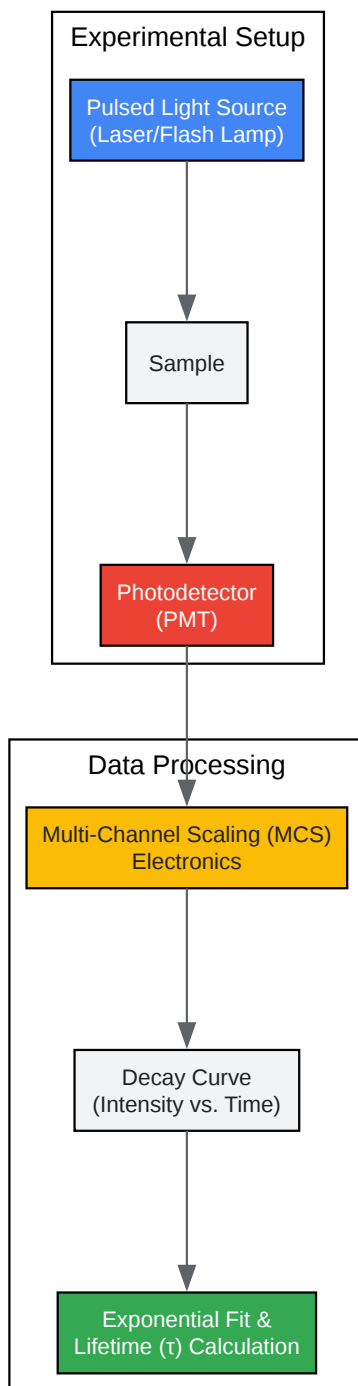 Experimental Setup
Pulsed Light Source
(Laser/Flash Lamp)
Sample
Photodetector
(PMT)
Data Processing
Multi-Channel Scaling (MCS)
Electronics
Decay Curve
(Intensity vs. Time)
Exponential Fit &
Lifetime (τ) Calculation